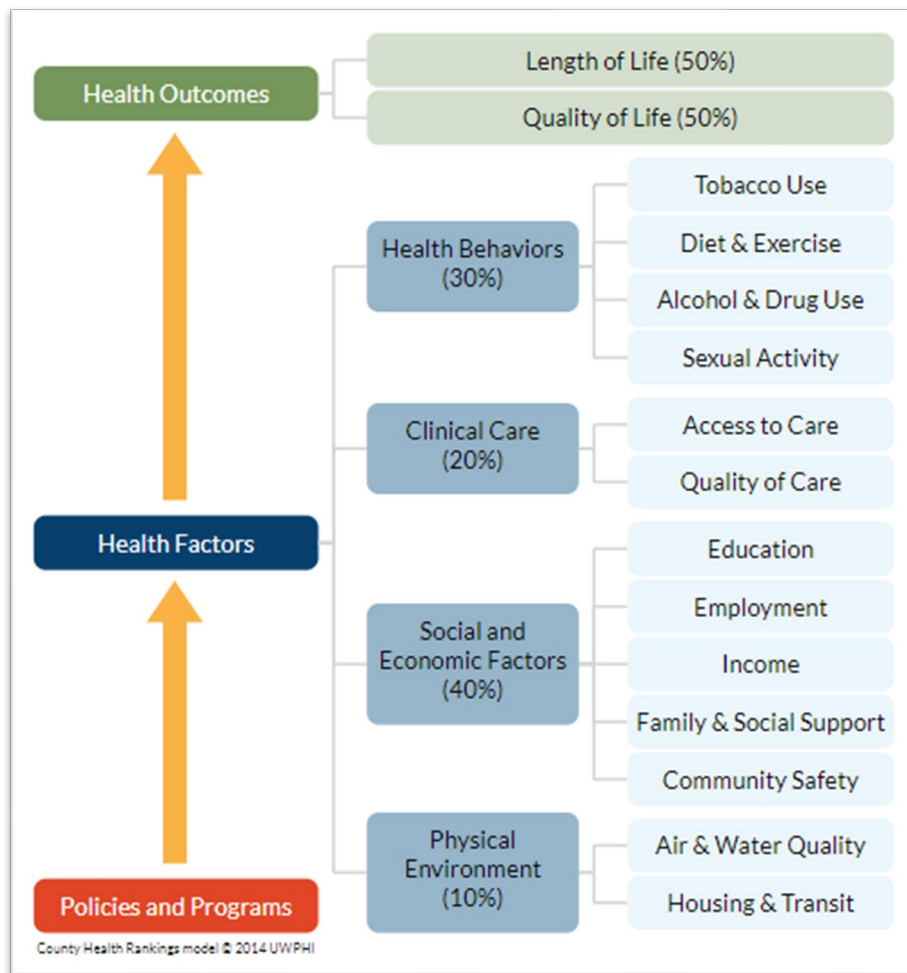 Health Outcomes
Length of Life (50%)
Quality of Life (50%)
Health Factors
Health Behaviors
(30%)
Tobacco Use
Diet & Exercise
Alcohol & Drug Use
Sexual Activity
Clinical Care
(20%)
Access to Care
Quality of Care
Social and
Economic Factors
(40%)
Education
Employment
Income
Family & Social Support
Community Safety
Physical
Environment
(10%)
Air & Water Quality
Housing & Transit
Policies and Programs
County Health Rankings model © 2014 UWPHI